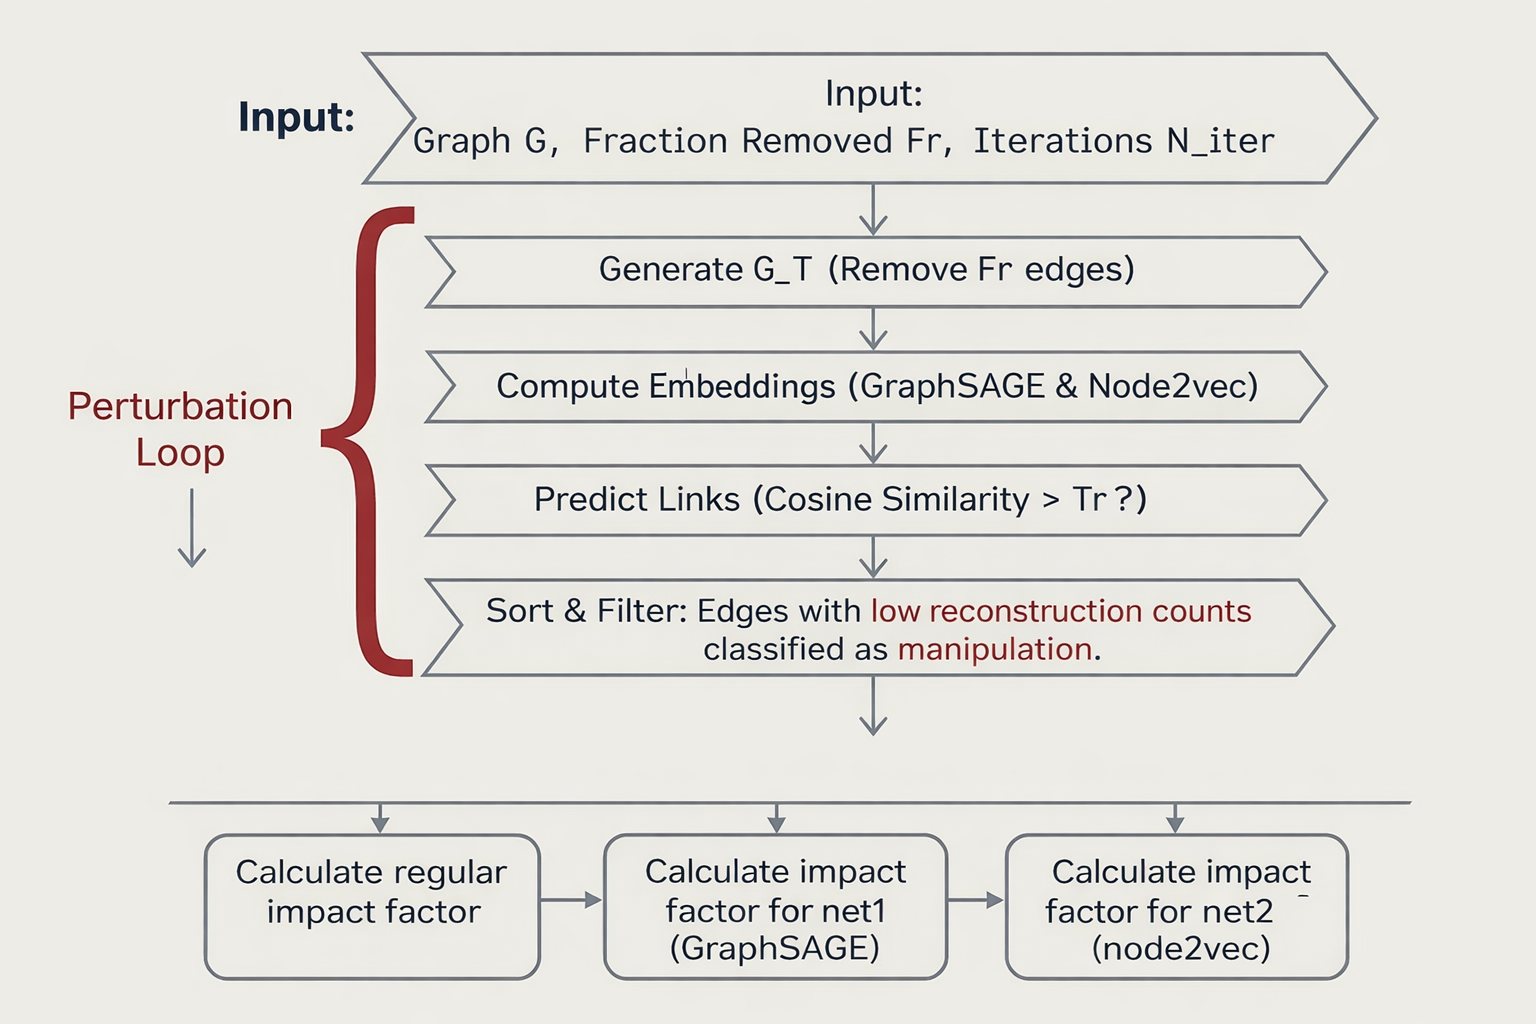 Input:
Input:
Graph G, Fraction Removed Fr, Iterations N_iter
Generate G_T (Remove Fr edges)
Compute Embeddings (GraphSAGE & Node2vec)
Perturbation
Loop
Predict Links (Cosine Similarity > Tr ?)
Sort & Filter: Edges with low reconstruction counts
classified as manipulation.
Calculate regular
impact factor
Calculate impact
factor for net1
(GraphSAGE)
Calculate impact
factor for net2
(node2vec)